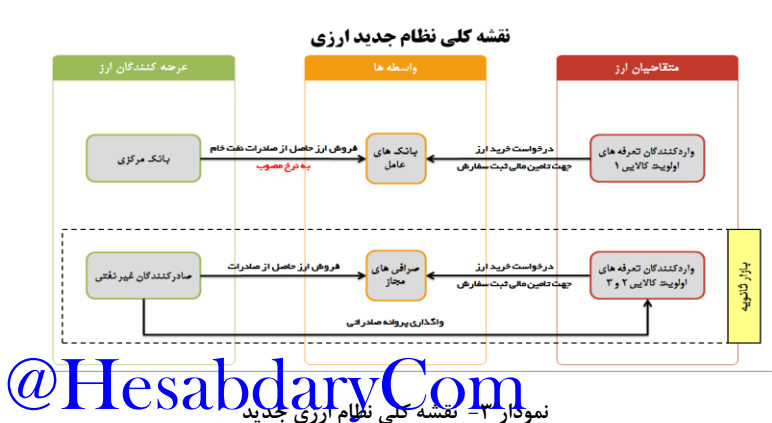 نقشه کلی نظام جدید ارزی
متقاضیان ارز
واسطه ها
عرضه کنندگان ارز
واردکنندگان تعرفه های
اولویت کالایی ۱
درخواست خرید ارز
جهت تامین مالی ثبت سفارش
بانک های
عامل
فروش ارز حاصل از صادرات نفت خام
به نرخ مصوب
بانک مرکزی
بازار ثانویه
واردکنندگان تعرفه های
اولویت کالایی ۲ و ۳
درخواست خرید ارز
جهت تامین مالی ثبت سفارش
صرافی های
مجاز
فروش ارز حاصل از صادرات
صادرکنندگان غیر نفتی
واگذاری پروانه صادراتی
@HesabdaryCom
نمودار ۳- نقشه کلی نظام ارزی جدید